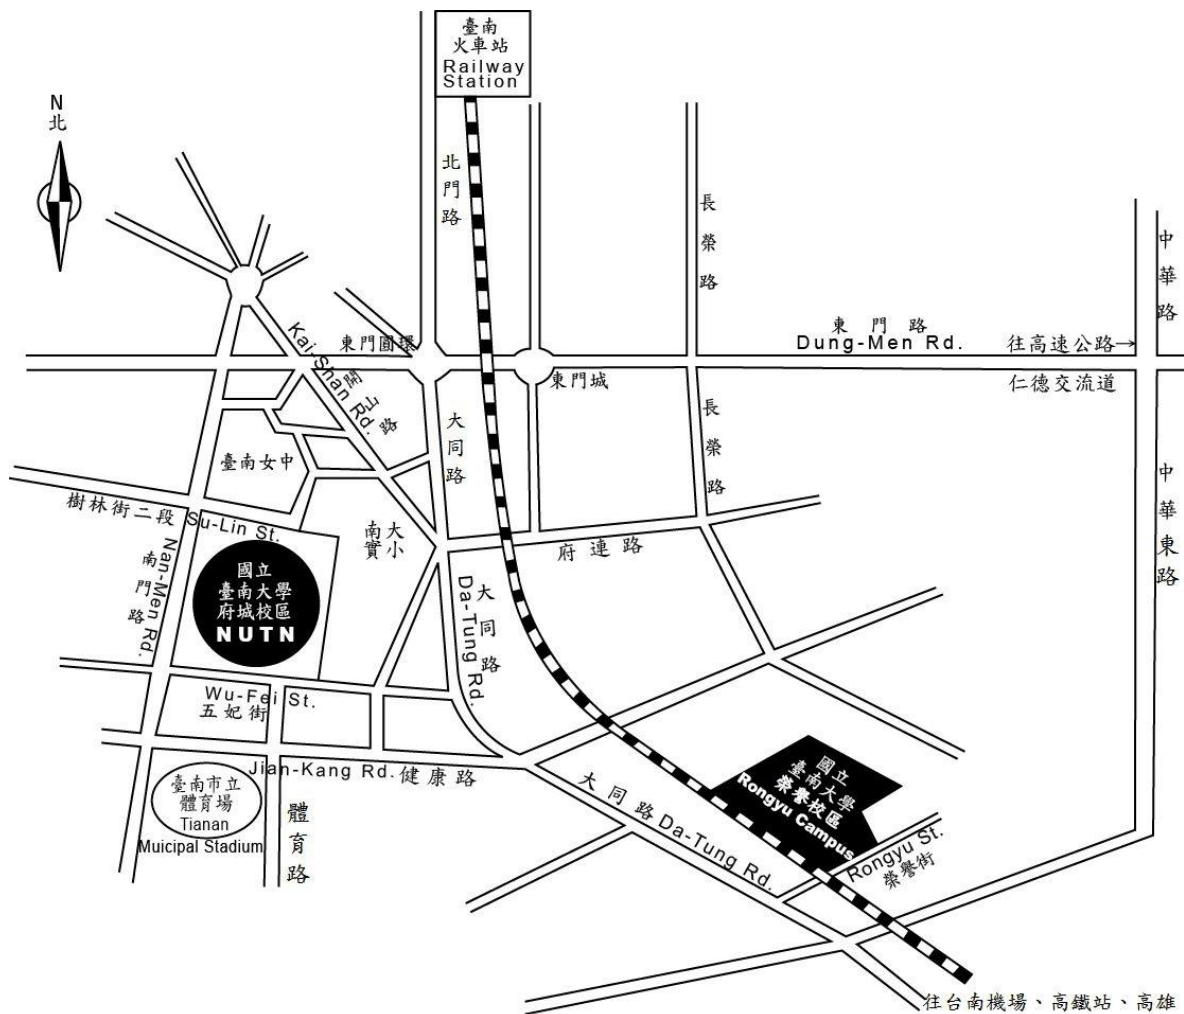 臺南
火車站
Railway
Station
N
北
北門路
長榮路
中華路
東門路
Dung-Men Rd.
往高速公路→
仁德交流道
東門圓環
東門城
Kai-Shan Rd.
開山路
大同路
長榮路
中華東路
臺南女中
樹林街二段
Su-Lin St.
南大
實小
府連路
國立
臺南大學
府城校區
NUTN
Nan-Men Rd.
南門路
Da-Tung Rd.
大同路
Wu-Fei St.
五妃街
Jian-Kang Rd. 健康路
臺南市立
體育場
Tianan
Muicipal Stadium
體育路
國立
臺南大學
榮譽校區
Rongyu Campus
大同路 Da-Tung Rd.
Rongyu St.
榮譽街
往台南機場、高鐵站、高雄